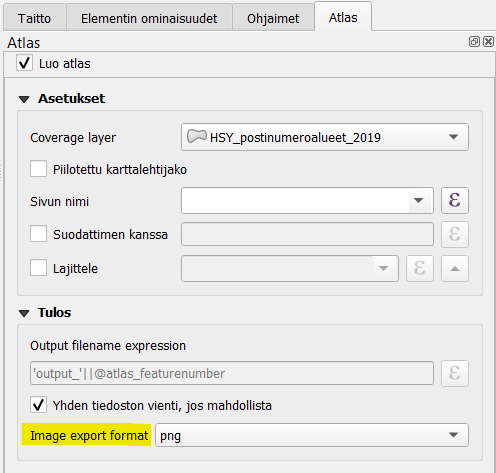 Taitto Elementin ominaisuudet Ohjaimet Atlas
Atlas
Luo atlas
Asetukset
Coverage layer HSY_postinumeroalueet_2019
Piilotettu karttalehtijako
Sivun nimi ε
Suodattimen kanssa ε
Lajittele ε
Tulos
Output filename expression
'output_'||@atlas_featurenumber ε
Yhden tiedoston vienti, jos mahdollista
Image export format png